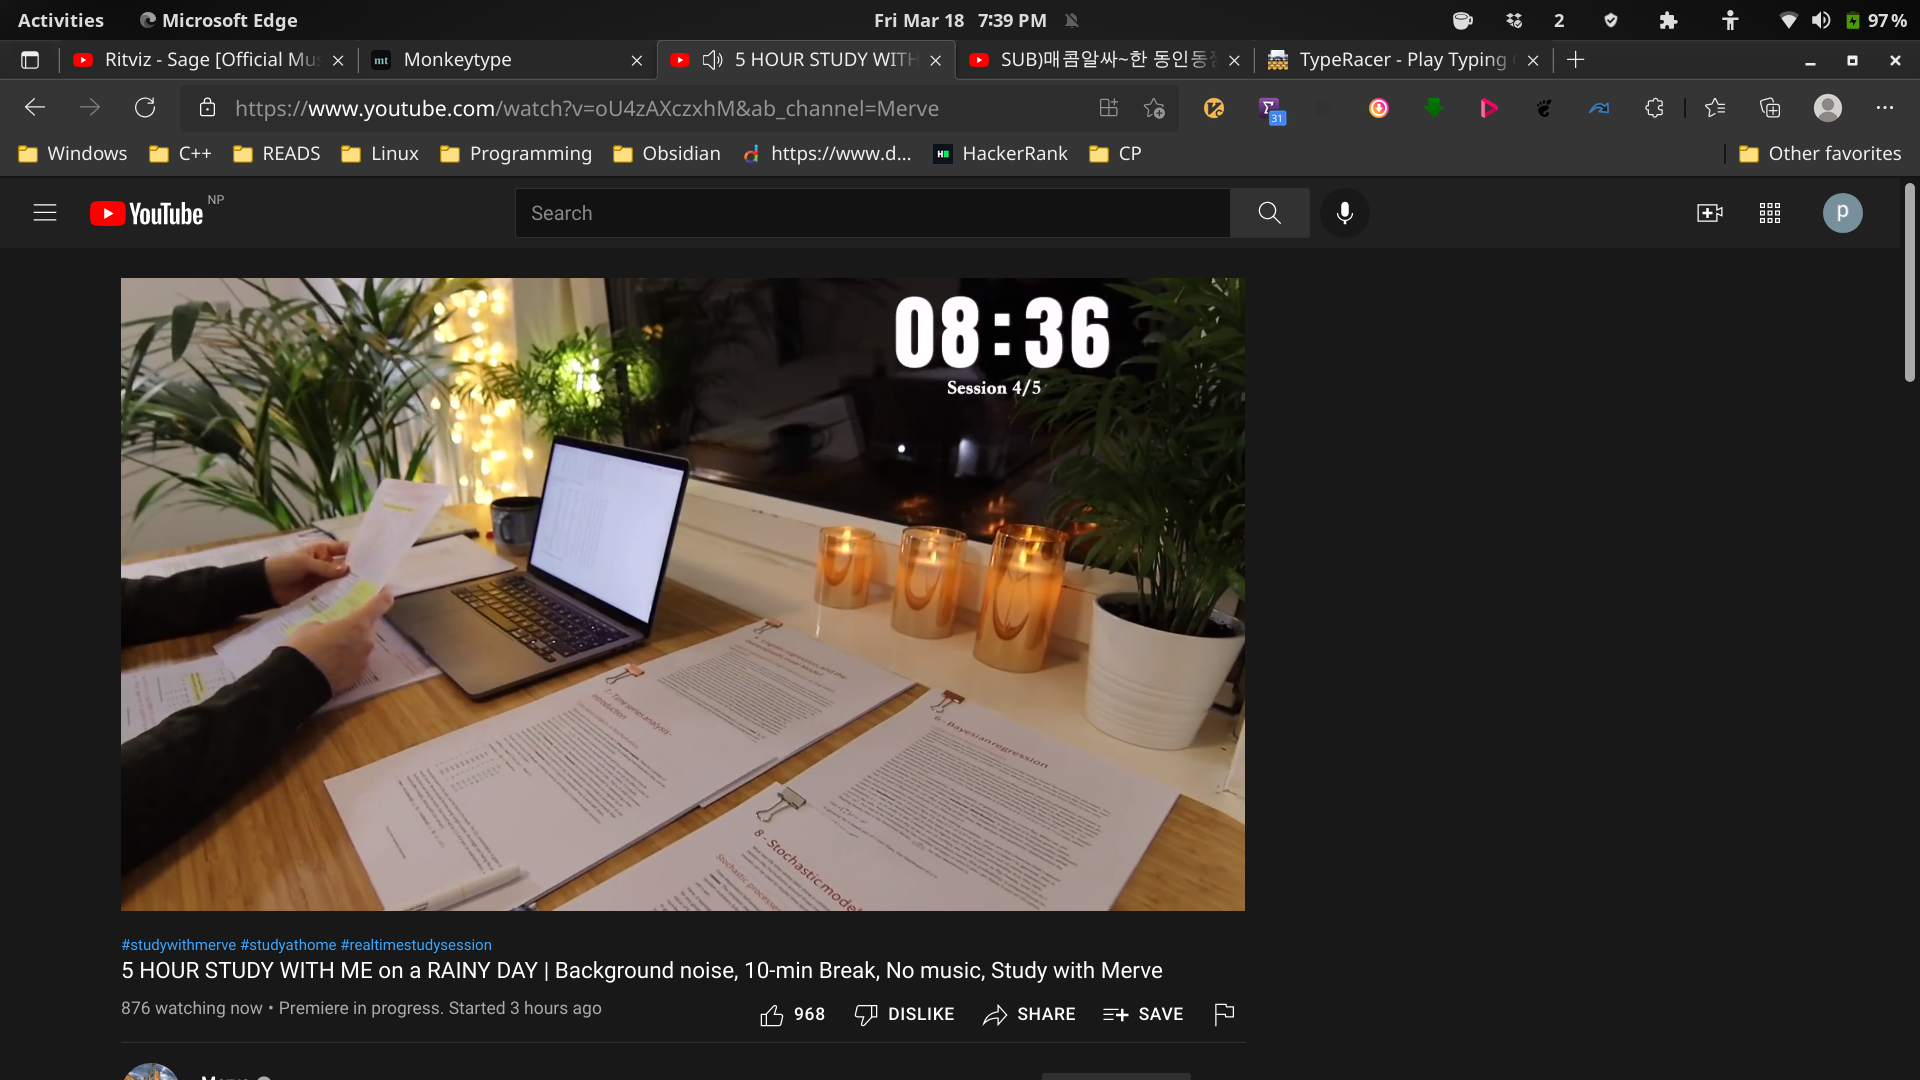 Activities Microsoft Edge Fri Mar 18 7:39 PM 2 97 %
Ritviz - Sage [Official Mus Monkeytype 5 HOUR STUDY WITH SUB)매콤알싸~한 동인동 TypeRacer - Play Typing
https://www.youtube.com/watch?v=oU4zAXczxhM&ab_channel=Merve 31
Windows C++ READS Linux Programming Obsidian https://www.d... HackerRank CP Other favorites
YouTube NP Search p
08:36
Session 4/5
7 - Time series analysis-
introduction
6 - Bayesian regression
8 - Stochastic model
Stochastic processes
#studywithmerve #studyathome #realtimestudysession
5 HOUR STUDY WITH ME on a RAINY DAY | Background noise, 10-min Break, No music, Study with Merve
876 watching now • Premiere in progress. Started 3 hours ago 968 DISLIKE SHARE SAVE